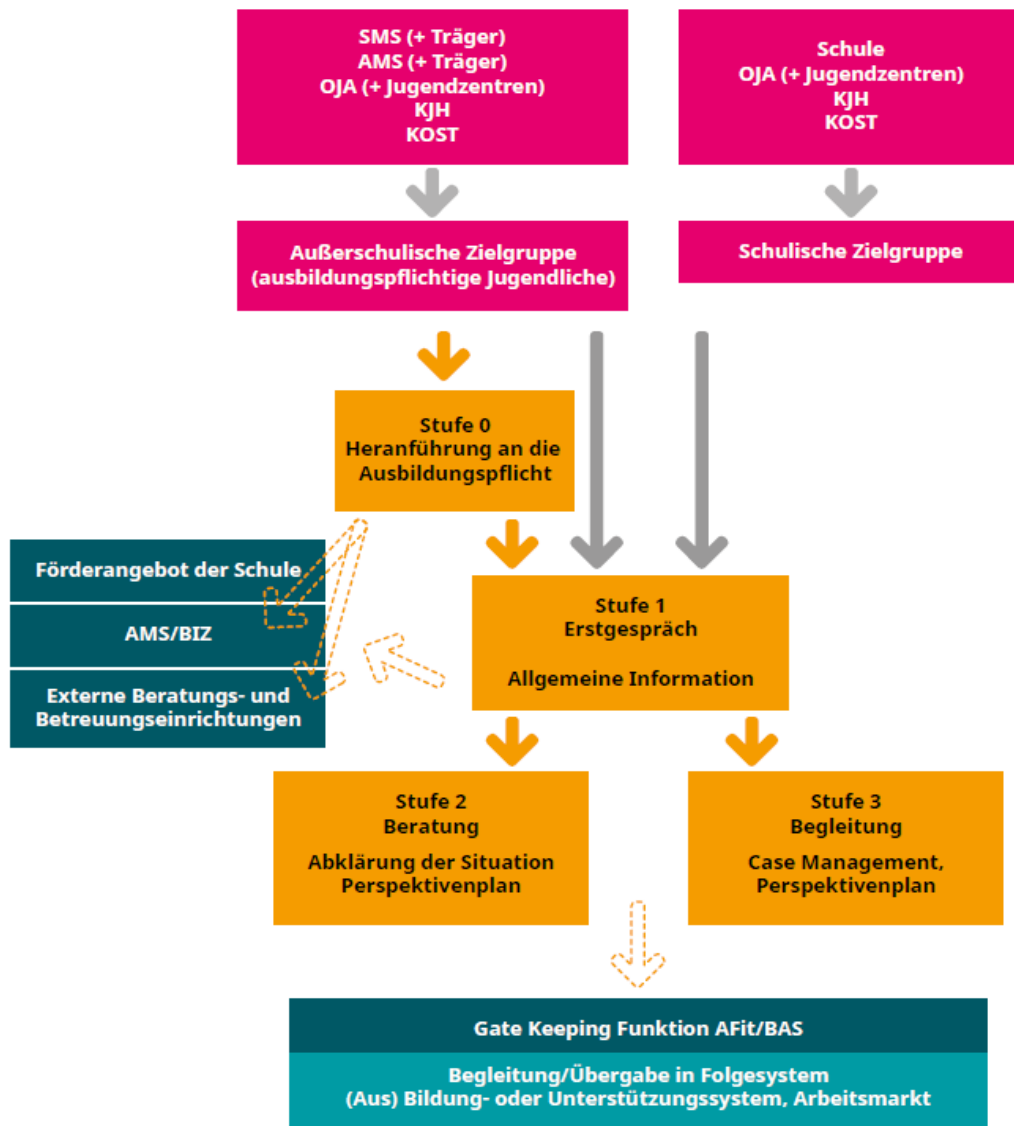 SMS (+ Träger)
AMS (+ Träger)
OJA (+ Jugendzentren)
KJH
KOST
Schule
OJA (+ Jugendzentren)
KJH
KOST
Außerschulische Zielgruppe
(ausbildungspflichtige Jugendliche)
Schulische Zielgruppe
Stufe 0
Heranführung an die
Ausbildungspflicht
Förderangebot der Schule
AMS/BIZ
Externe Beratungs- und
Betreuungseinrichtungen
Stufe 1
Erstgespräch
Allgemeine Information
Stufe 2
Beratung
Abklärung der Situation
Perspektivenplan
Stufe 3
Begleitung
Case Management,
Perspektivenplan
Gate Keeping Funktion AFit/BAS
Begleitung/Übergabe in Folgesystem
(Aus) Bildung- oder Unterstützungssystem, Arbeitsmarkt